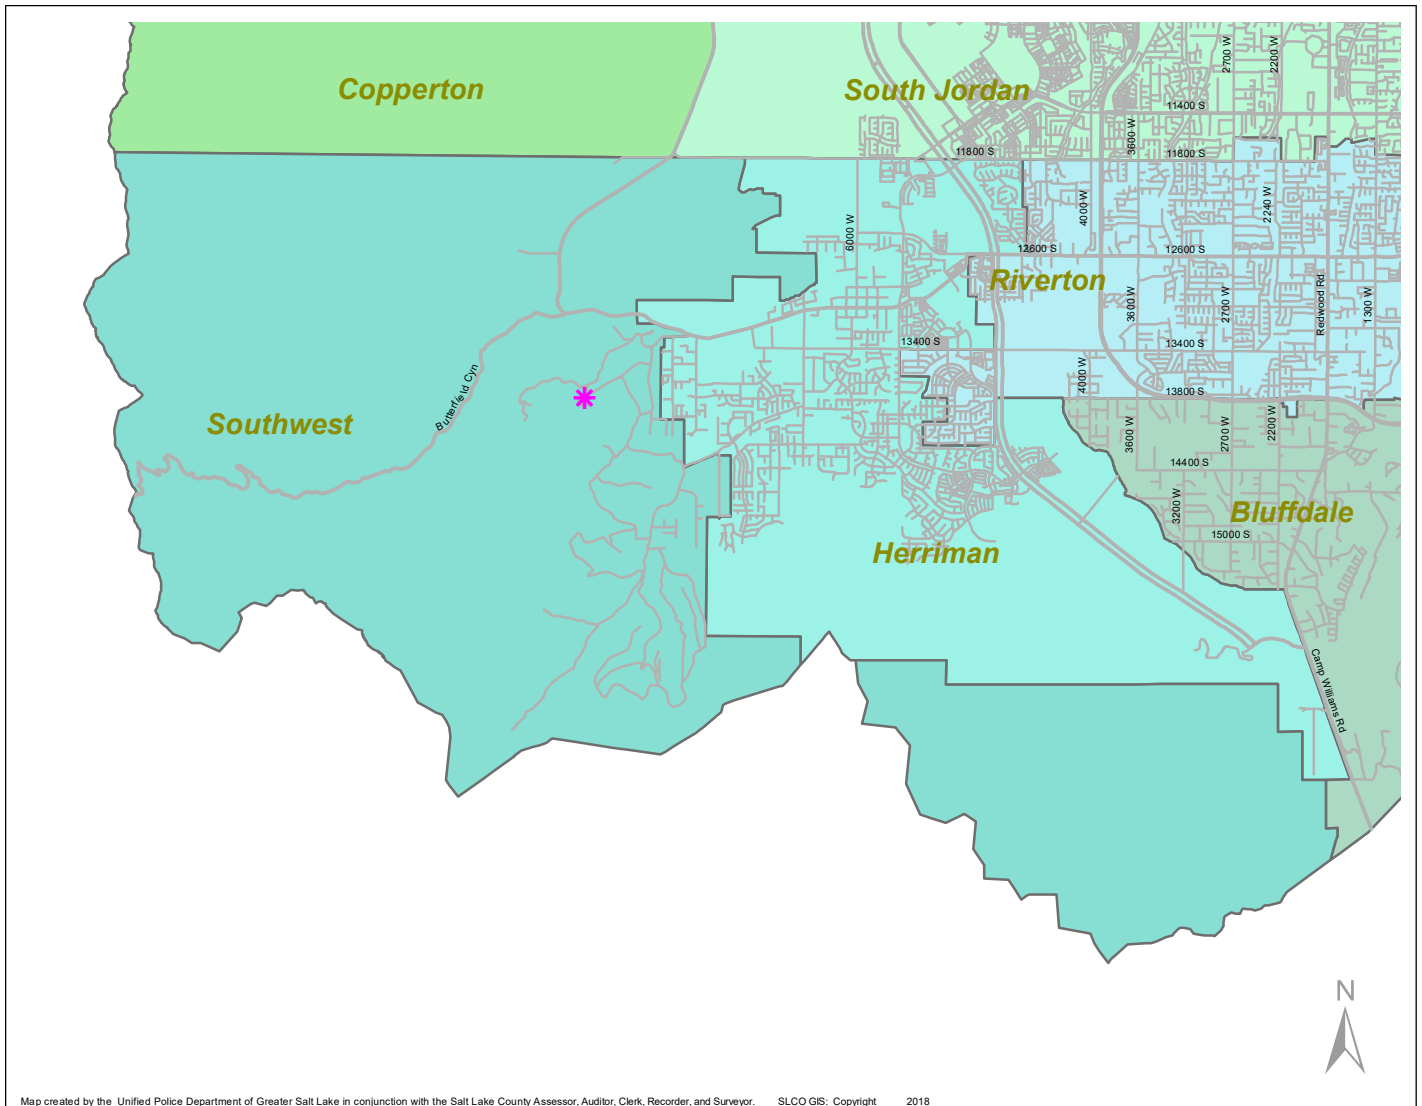 2700 W
2200 W
Copperton
South Jordan
11400 S
3600 W
11800 S
11800 S
4000 W
2240 W
6000 W
12600 S
12600 S
Riverton
3600 W
2700 W
Redwood Rd
1300 W
13400 S
13400 S
4000 W
13800 S
Butterfield Cyn
Southwest
3600 W
2700 W
2200 W
14400 S
3200 W
Bluffdale
15000 S
Herriman
Camp Williams Rd
N
Map created by the Unified Police Department of Greater Salt Lake in conjunction with the Salt Lake County Assessor, Auditor, Clerk, Recorder, and Surveyor. SLCO GIS: Copyright 2018